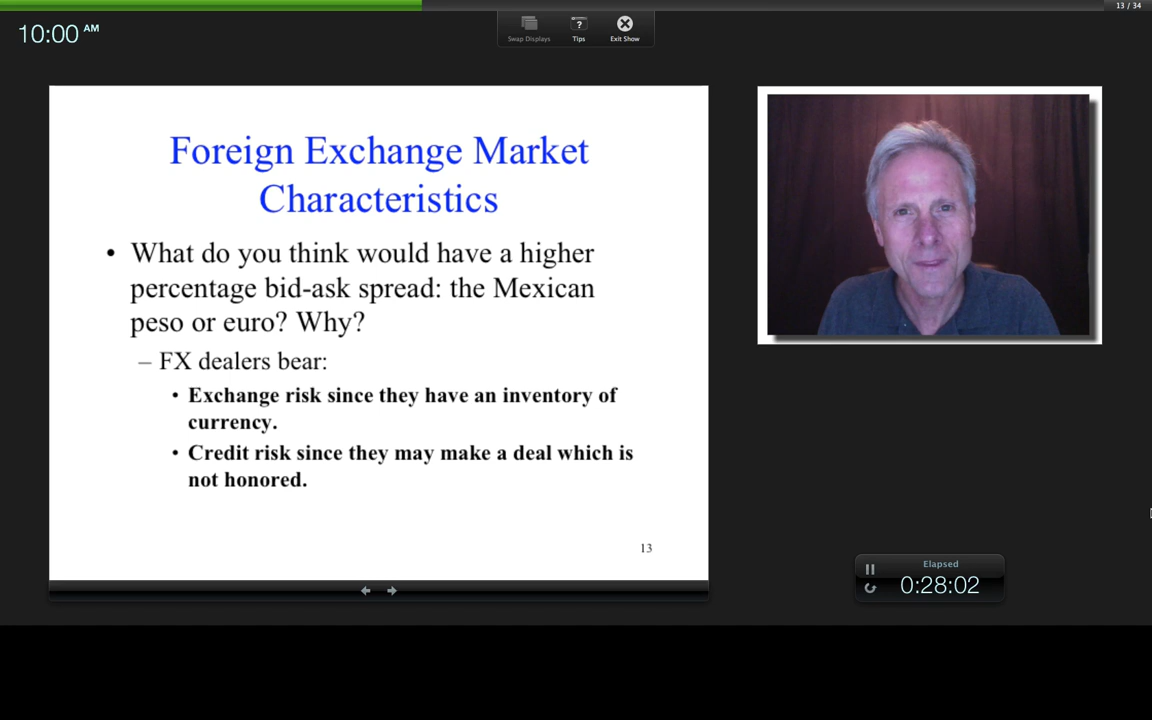 13 / 34
10:00 AM
Swap Displays
Tips
Exit Show
Foreign Exchange Market
Characteristics
• What do you think would have a higher
percentage bid-ask spread: the Mexican
peso or euro? Why?
– FX dealers bear:
• Exchange risk since they have an inventory of
currency.
• Credit risk since they may make a deal which is
not honored.
13
Elapsed
0:28:02